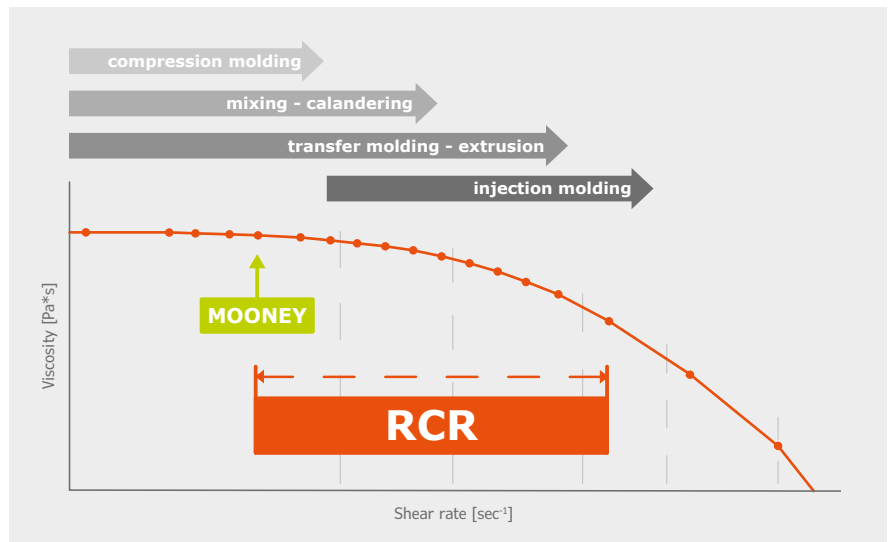 compression molding
mixing - calandering
transfer molding - extrusion
injection molding
MOONEY
RCR
Viscosity [Pa*s]
Shear rate [sec⁻¹]